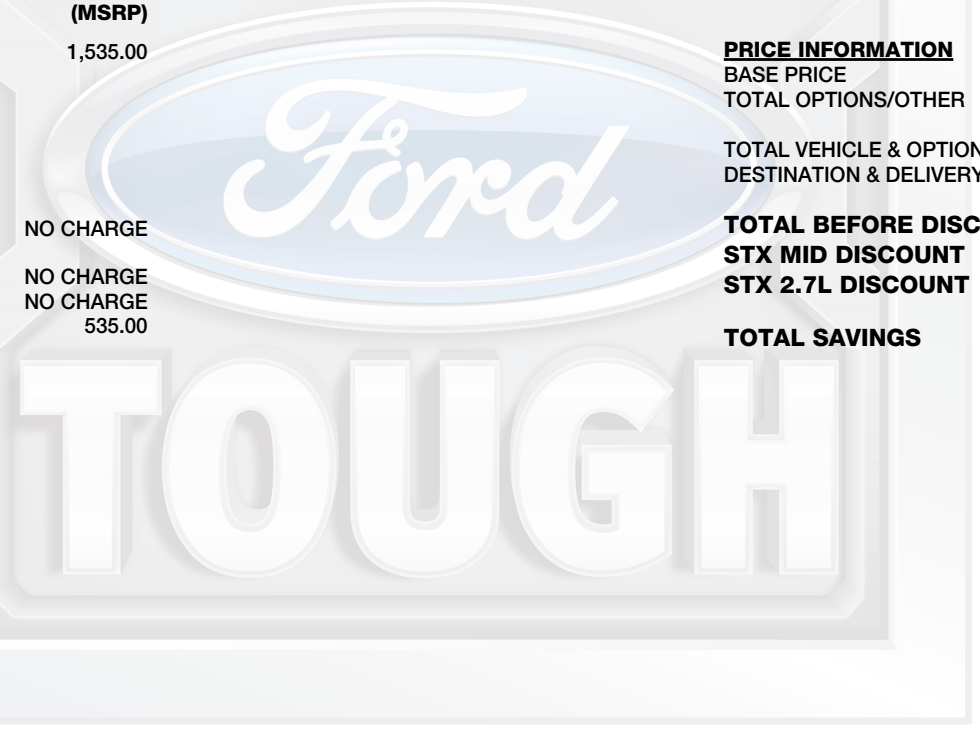 (MSRP)
1,535.00
NO CHARGE
NO CHARGE
NO CHARGE
535.00
PRICE INFORMATION
BASE PRICE
TOTAL OPTIONS/OTHER
TOTAL VEHICLE & OPTION
DESTINATION & DELIVERY
TOTAL BEFORE DISC
STX MID DISCOUNT
STX 2.7L DISCOUNT
TOTAL SAVINGS
Ford
TOUGH